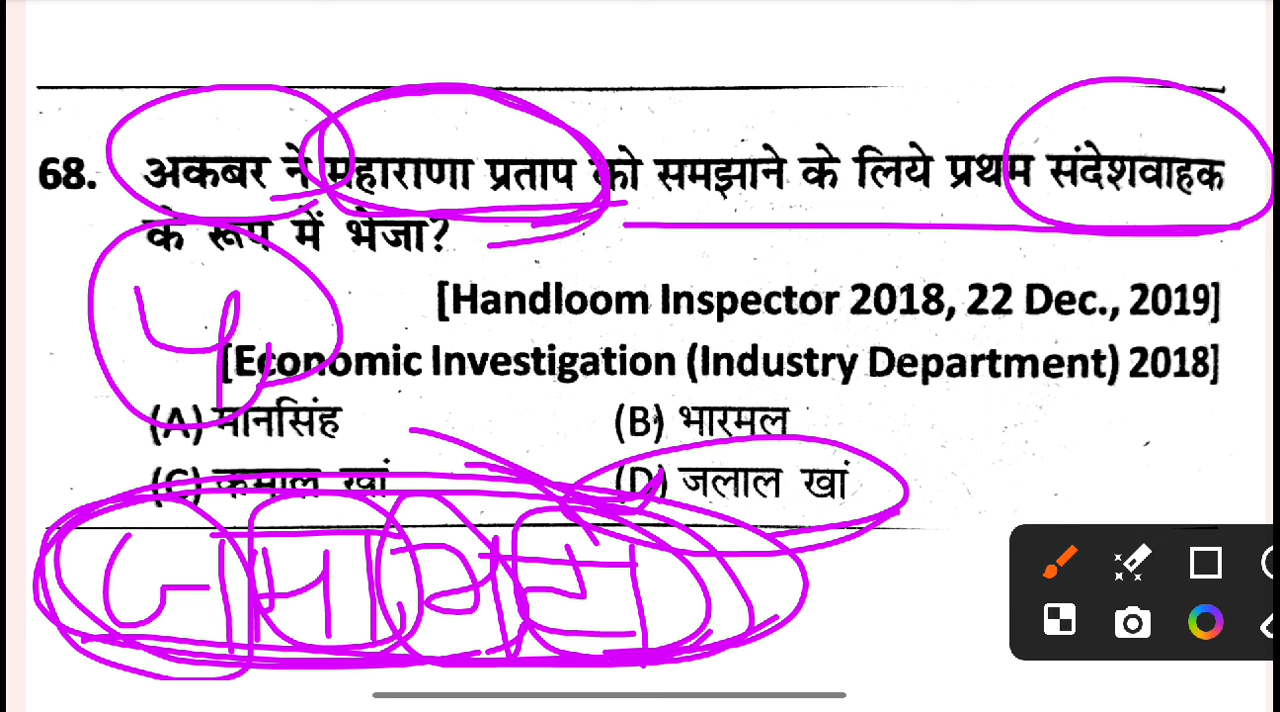 68. अकबर ने महाराणा प्रताप को समझाने के लिये प्रथम संदेशवाहक
के रूप में भेजा?
[Handloom Inspector 2018, 22 Dec., 2019]
[Economic Investigation (Industry Department) 2018]
(A) मानसिंह (B) भारमल
(C) कमाल खां (D) जलाल खां